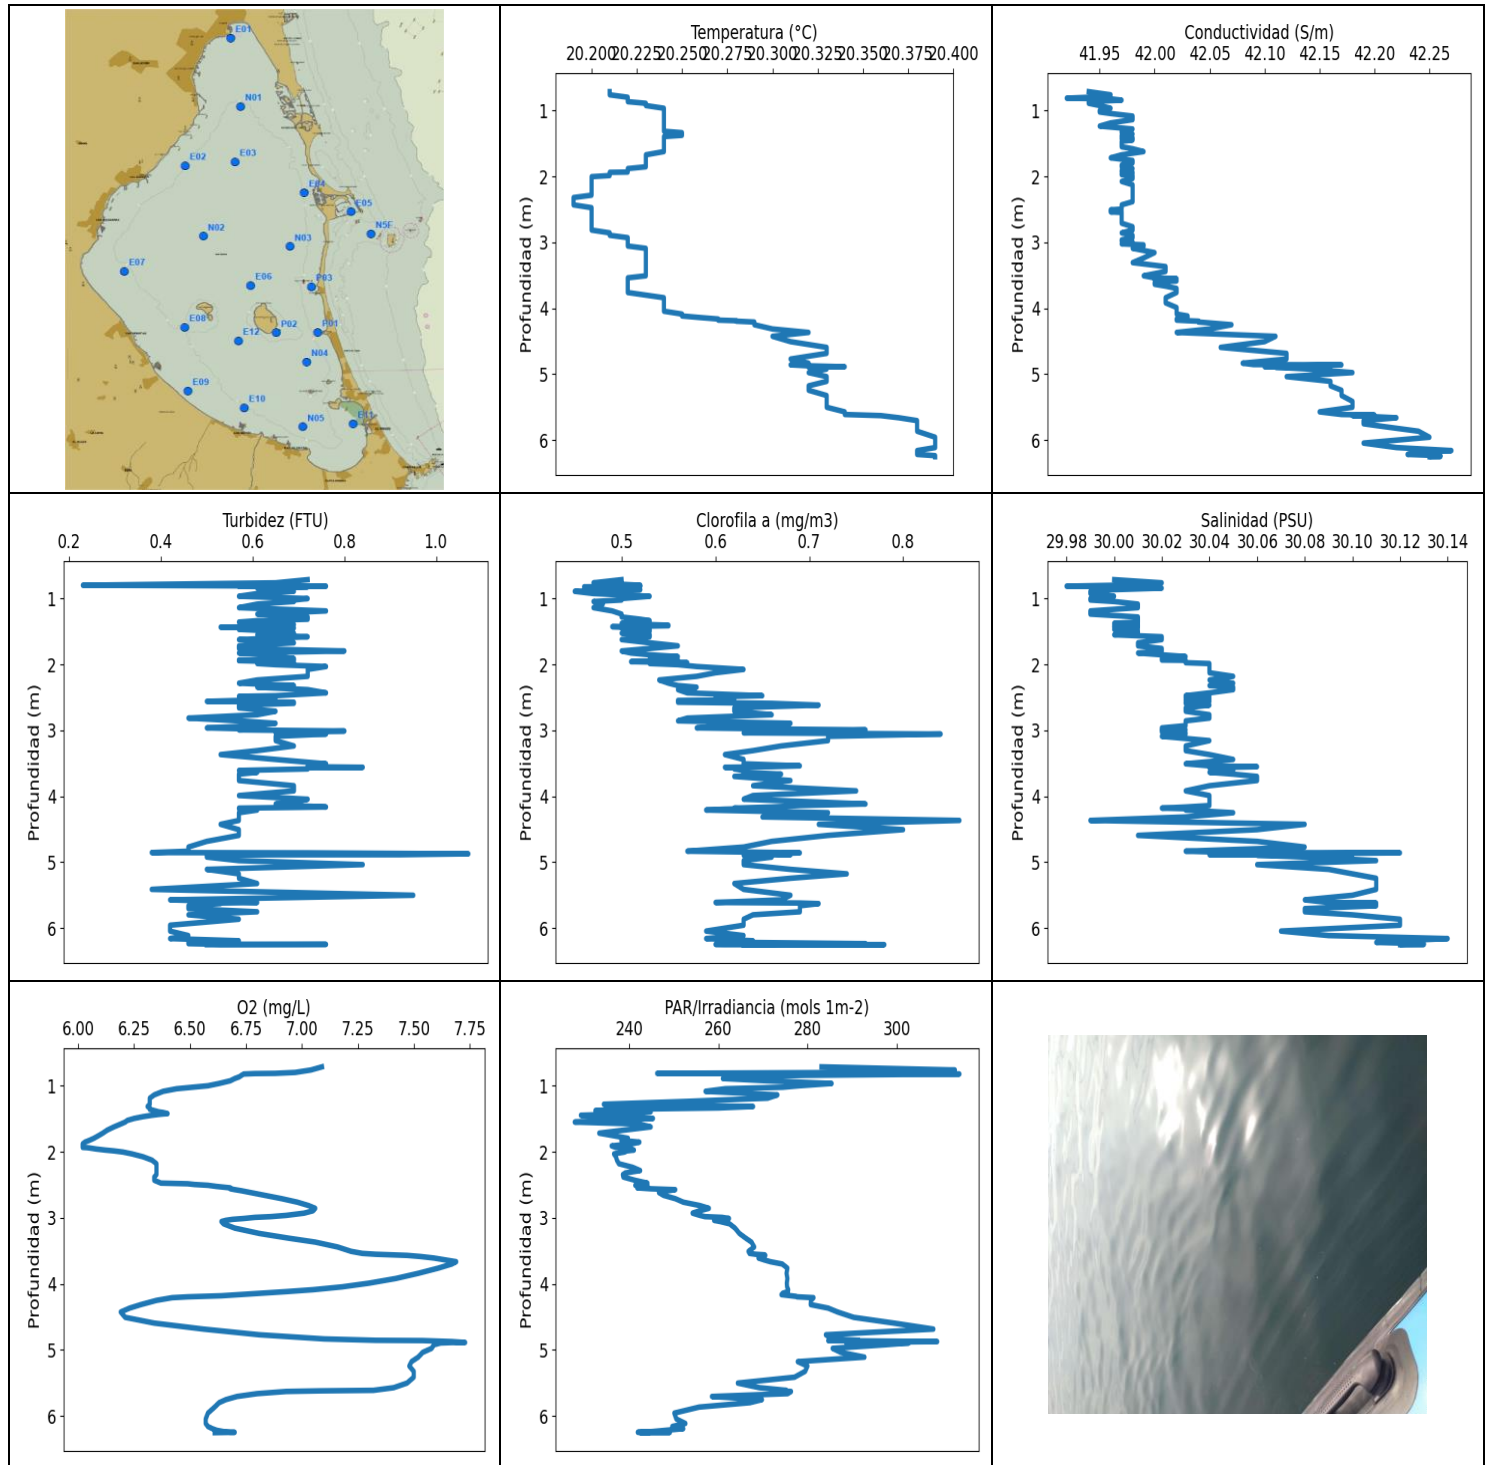 E01
N01
E02
E03
E04
E05
N5F
N02
N03
E07
E06
P03
E08
P02
P01
E12
N04
E09
E10
N05
E11
Temperatura (°C)
20.200 20.225 20.250 20.275 20.300 20.325 20.350 20.375 20.400
Profundidad (m)
1
2
3
4
5
6
Conductividad (S/m)
41.95 42.00 42.05 42.10 42.15 42.20 42.25
Profundidad (m)
1
2
3
4
5
6
Turbidez (FTU)
0.2 0.4 0.6 0.8 1.0
Profundidad (m)
1
2
3
4
5
6
Clorofila a (mg/m3)
0.5 0.6 0.7 0.8
Profundidad (m)
1
2
3
4
5
6
Salinidad (PSU)
29.98 30.00 30.02 30.04 30.06 30.08 30.10 30.12 30.14
Profundidad (m)
1
2
3
4
5
6
O2 (mg/L)
6.00 6.25 6.50 6.75 7.00 7.25 7.50 7.75
Profundidad (m)
1
2
3
4
5
6
PAR/Irradiancia (mols 1m-2)
240 260 280 300
Profundidad (m)
1
2
3
4
5
6